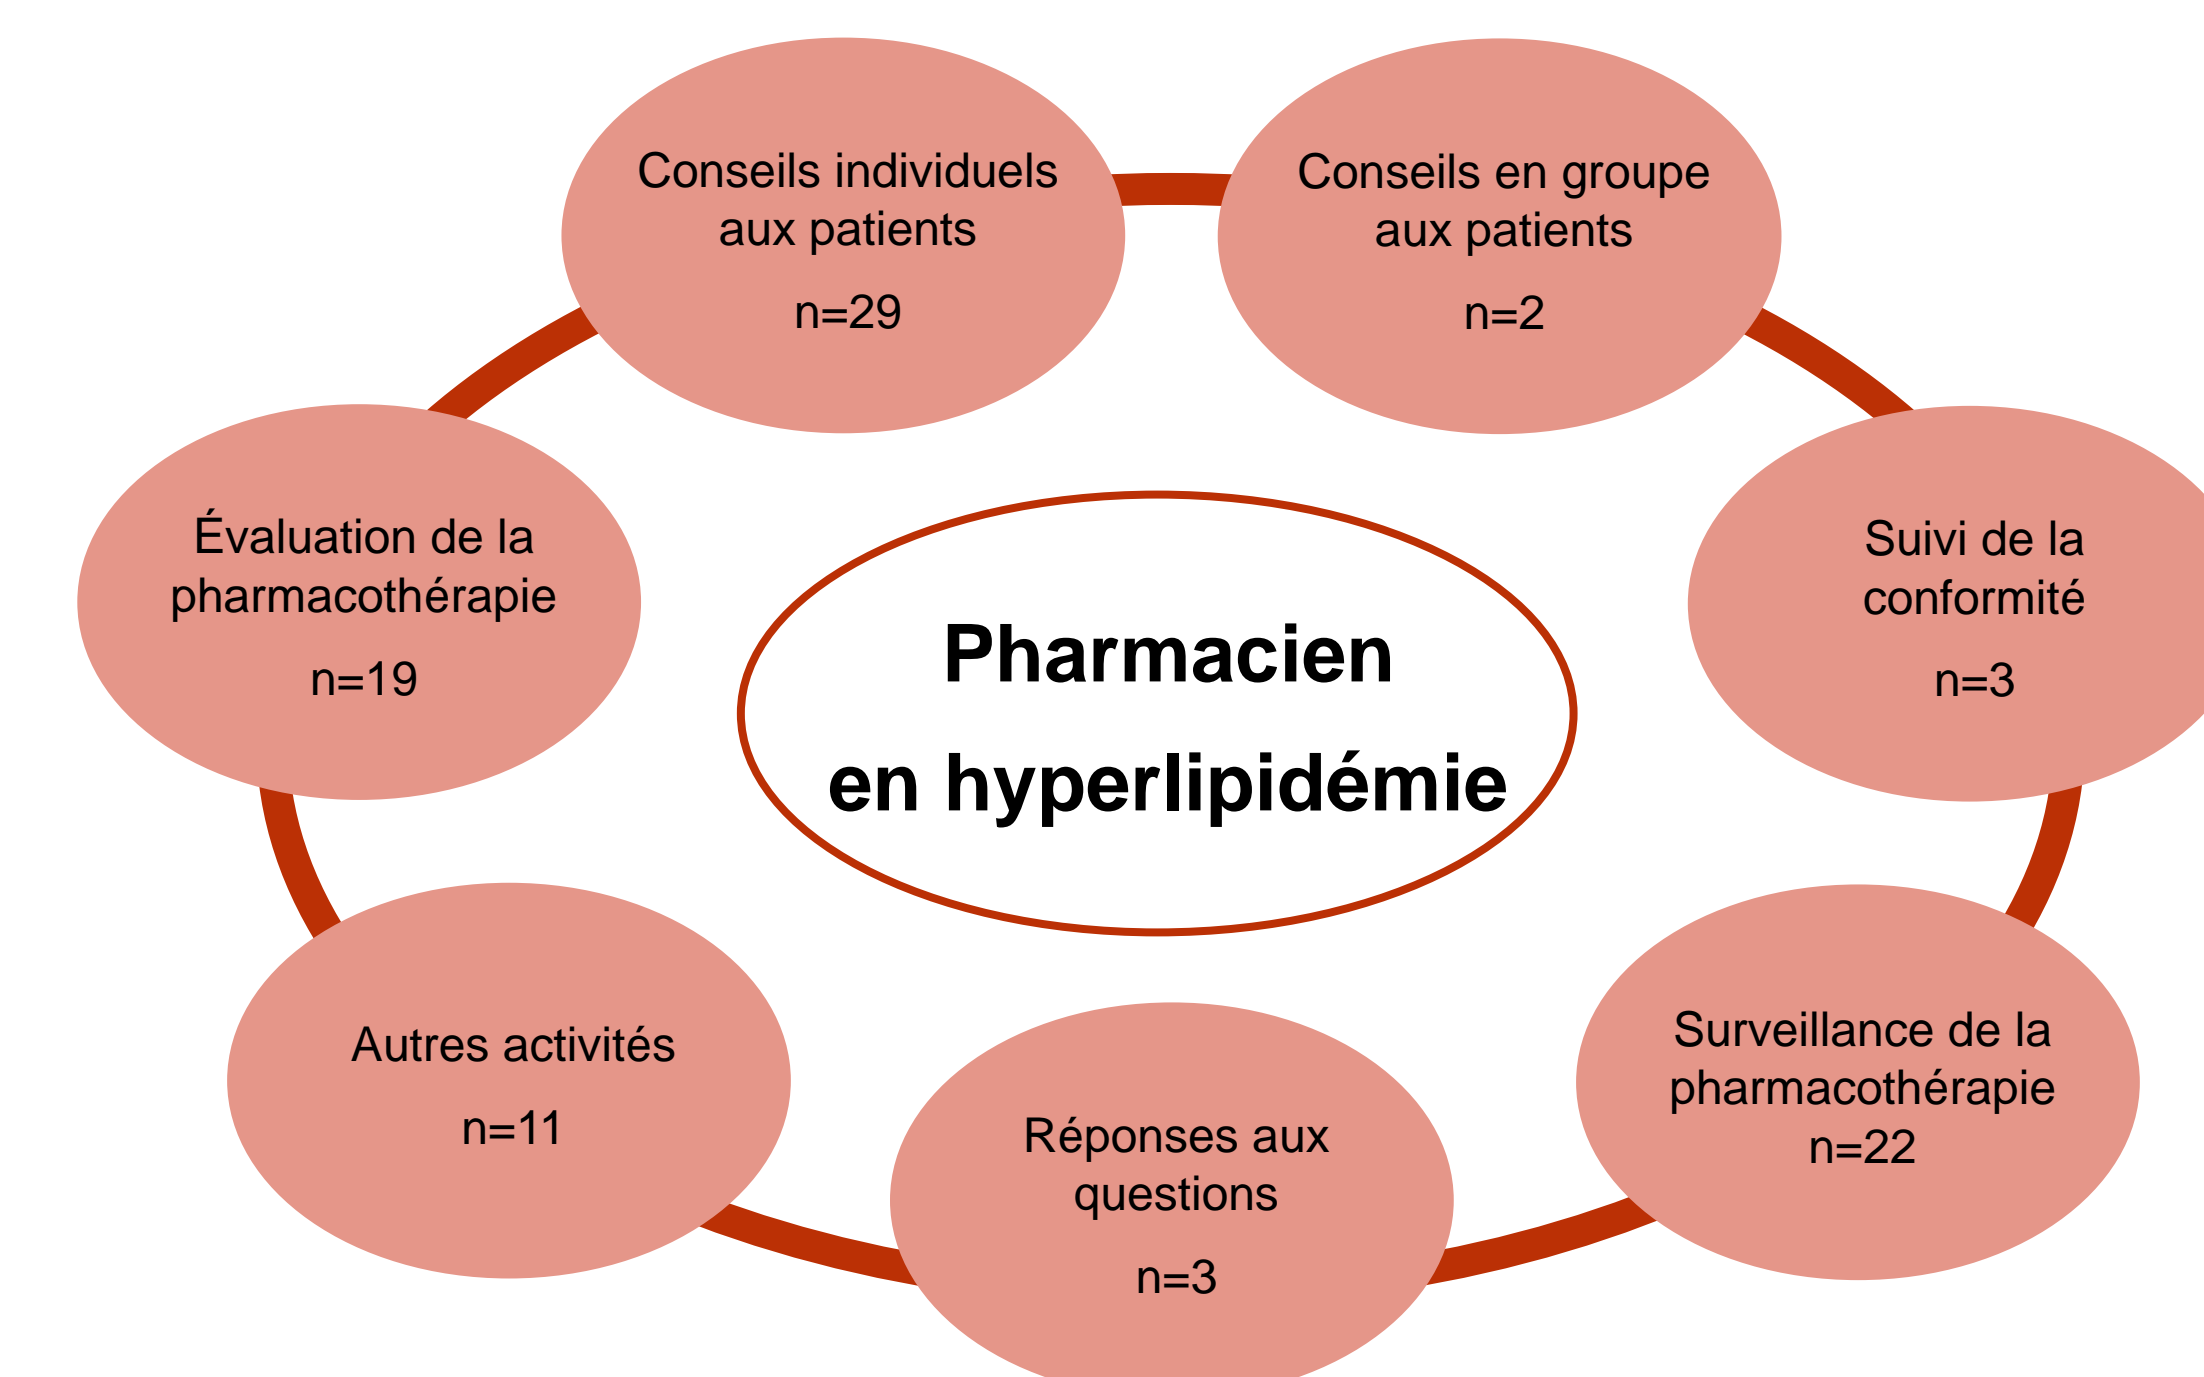 Conseils individuels
aux patients
n=29
Conseils en groupe
aux patients
n=2
Suivi de la
conformité
n=3
Surveillance de la
pharmacothérapie
n=22
Réponses aux
questions
n=3
Autres activités
n=11
Évaluation de la
pharmacothérapie
n=19
Pharmacien
en hyperlipidémie